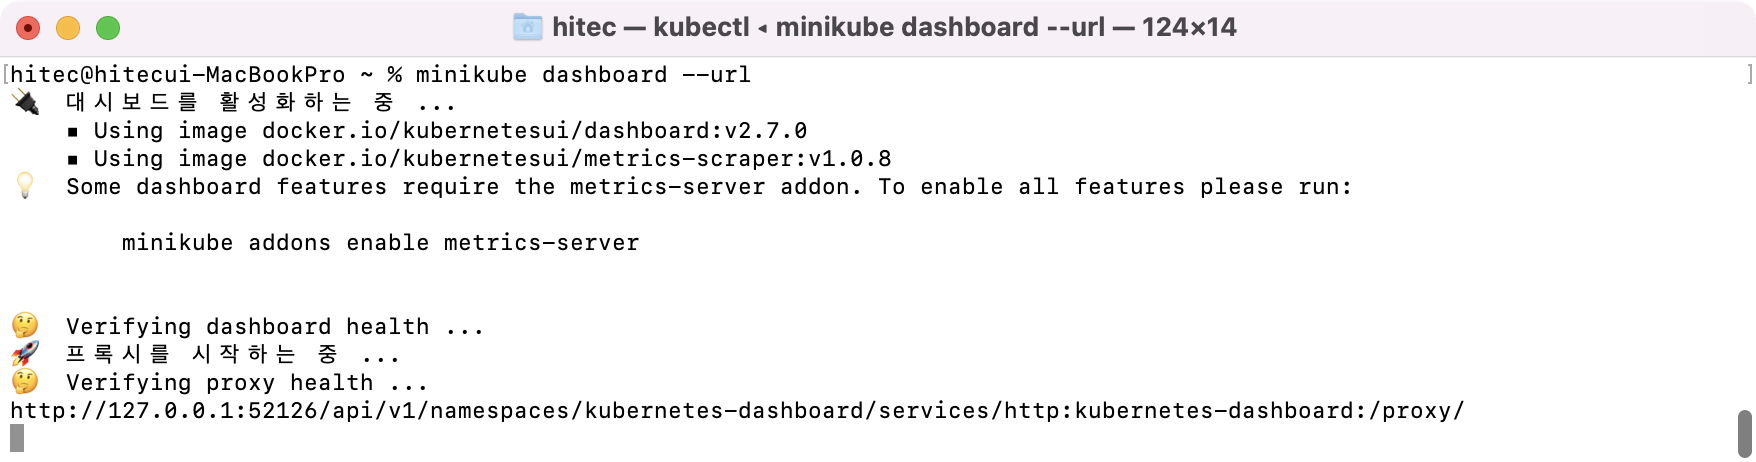 hitec — kubectl ◂ minikube dashboard --url — 124×14
[hitec@hitecui-MacBookPro ~ % minikube dashboard --url ]
🔌 대시보드를 활성화하는 중 ...
▪ Using image docker.io/kubernetesui/dashboard:v2.7.0
▪ Using image docker.io/kubernetesui/metrics-scraper:v1.0.8
💡 Some dashboard features require the metrics-server addon. To enable all features please run:
minikube addons enable metrics-server
🤔 Verifying dashboard health ...
🚀 프록시를 시작하는 중 ...
🤔 Verifying proxy health ...
http://127.0.0.1:52126/api/v1/namespaces/kubernetes-dashboard/services/http:kubernetes-dashboard:/proxy/